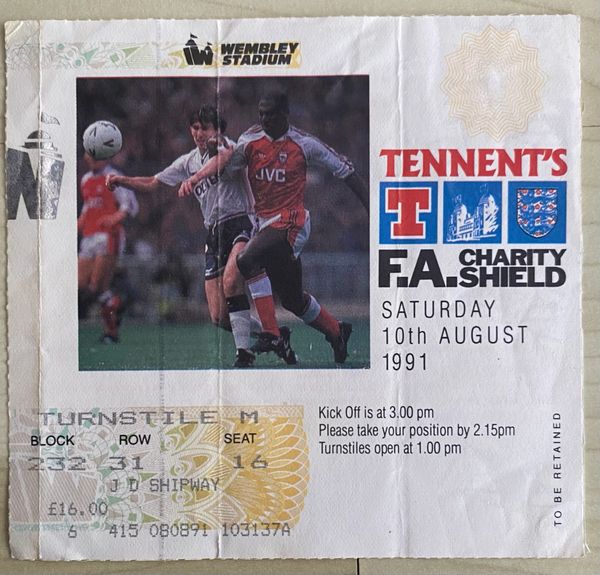 WEMBLEY
STADIUM
JVC
TENNENT'S
T
F.A. CHARITY
SHIELD
SATURDAY
10th AUGUST
1991
TURNSTILE M
BLOCK ROW SEAT
232 31 16
J D SHIPWAY
£16.00
6 415 080891 103137A
Kick Off is at 3.00 pm
Please take your position by 2.15pm
Turnstiles open at 1.00 pm
TO BE RETAINED